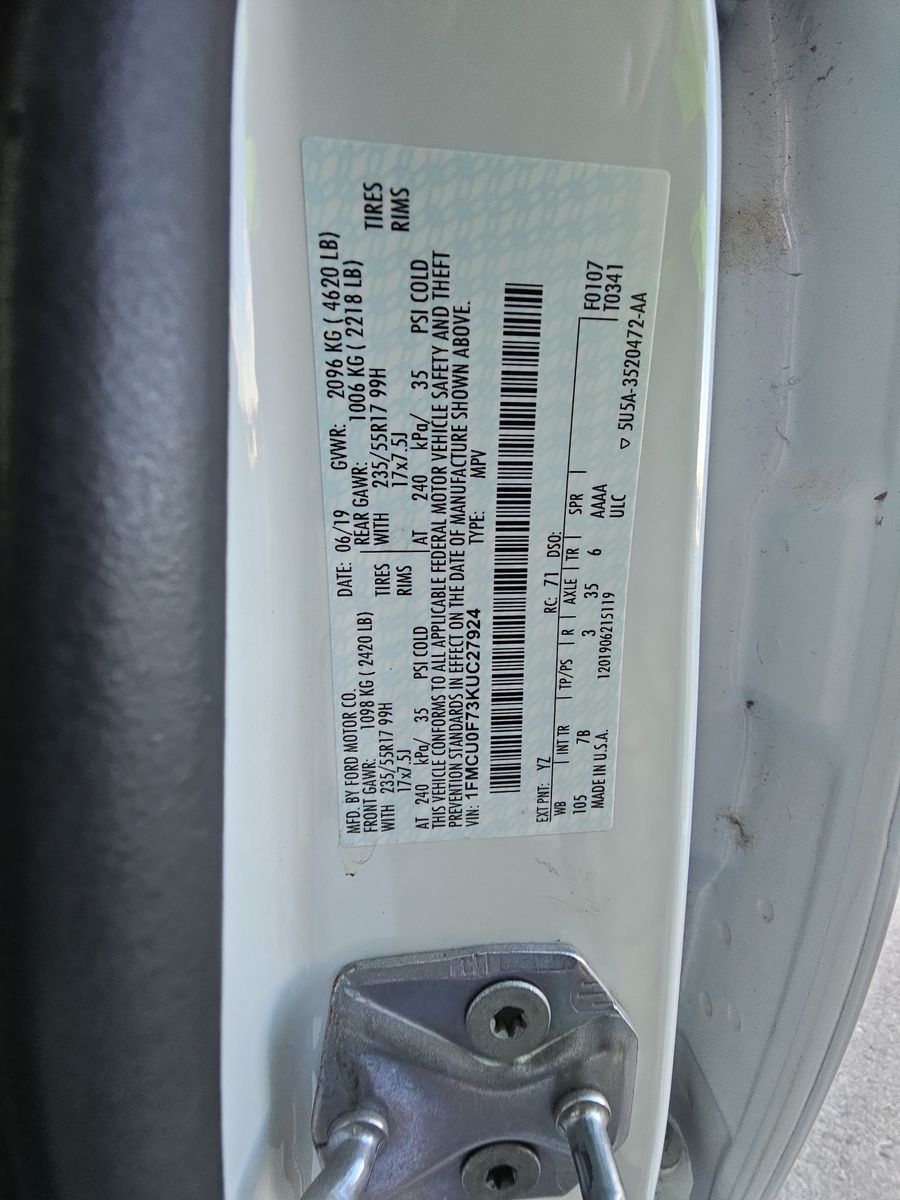 MFD. BY FORD MOTOR CO.
DATE: 06/19 GVWR: 2096 KG ( 4620 LB)
FRONT GAWR: 1098 KG ( 2420 LB)
REAR GAWR: 1006 KG ( 2218 LB)
WITH 235/55R17 99H TIRES
WITH 235/55R17 99H TIRES
17x7.5J RIMS
17x7.5J RIMS
AT 240 kPa/ 35 PSI COLD
AT 240 kPa/ 35 PSI COLD
THIS VEHICLE CONFORMS TO ALL APPLICABLE FEDERAL MOTOR VEHICLE SAFETY AND THEFT
PREVENTION STANDARDS IN EFFECT ON THE DATE OF MANUFACTURE SHOWN ABOVE.
VIN: 1FMCU0F73KUC27924 TYPE: MPV
EXT PNT: YZ RC: 71 DSO:
WB INT TR TP/PS R AXLE TR SPR
105 7B 3 35 6 AAAA F0107
ULC T0341
MADE IN U.S.A. 1201906215119
▽ 5U5A-3520472-AA